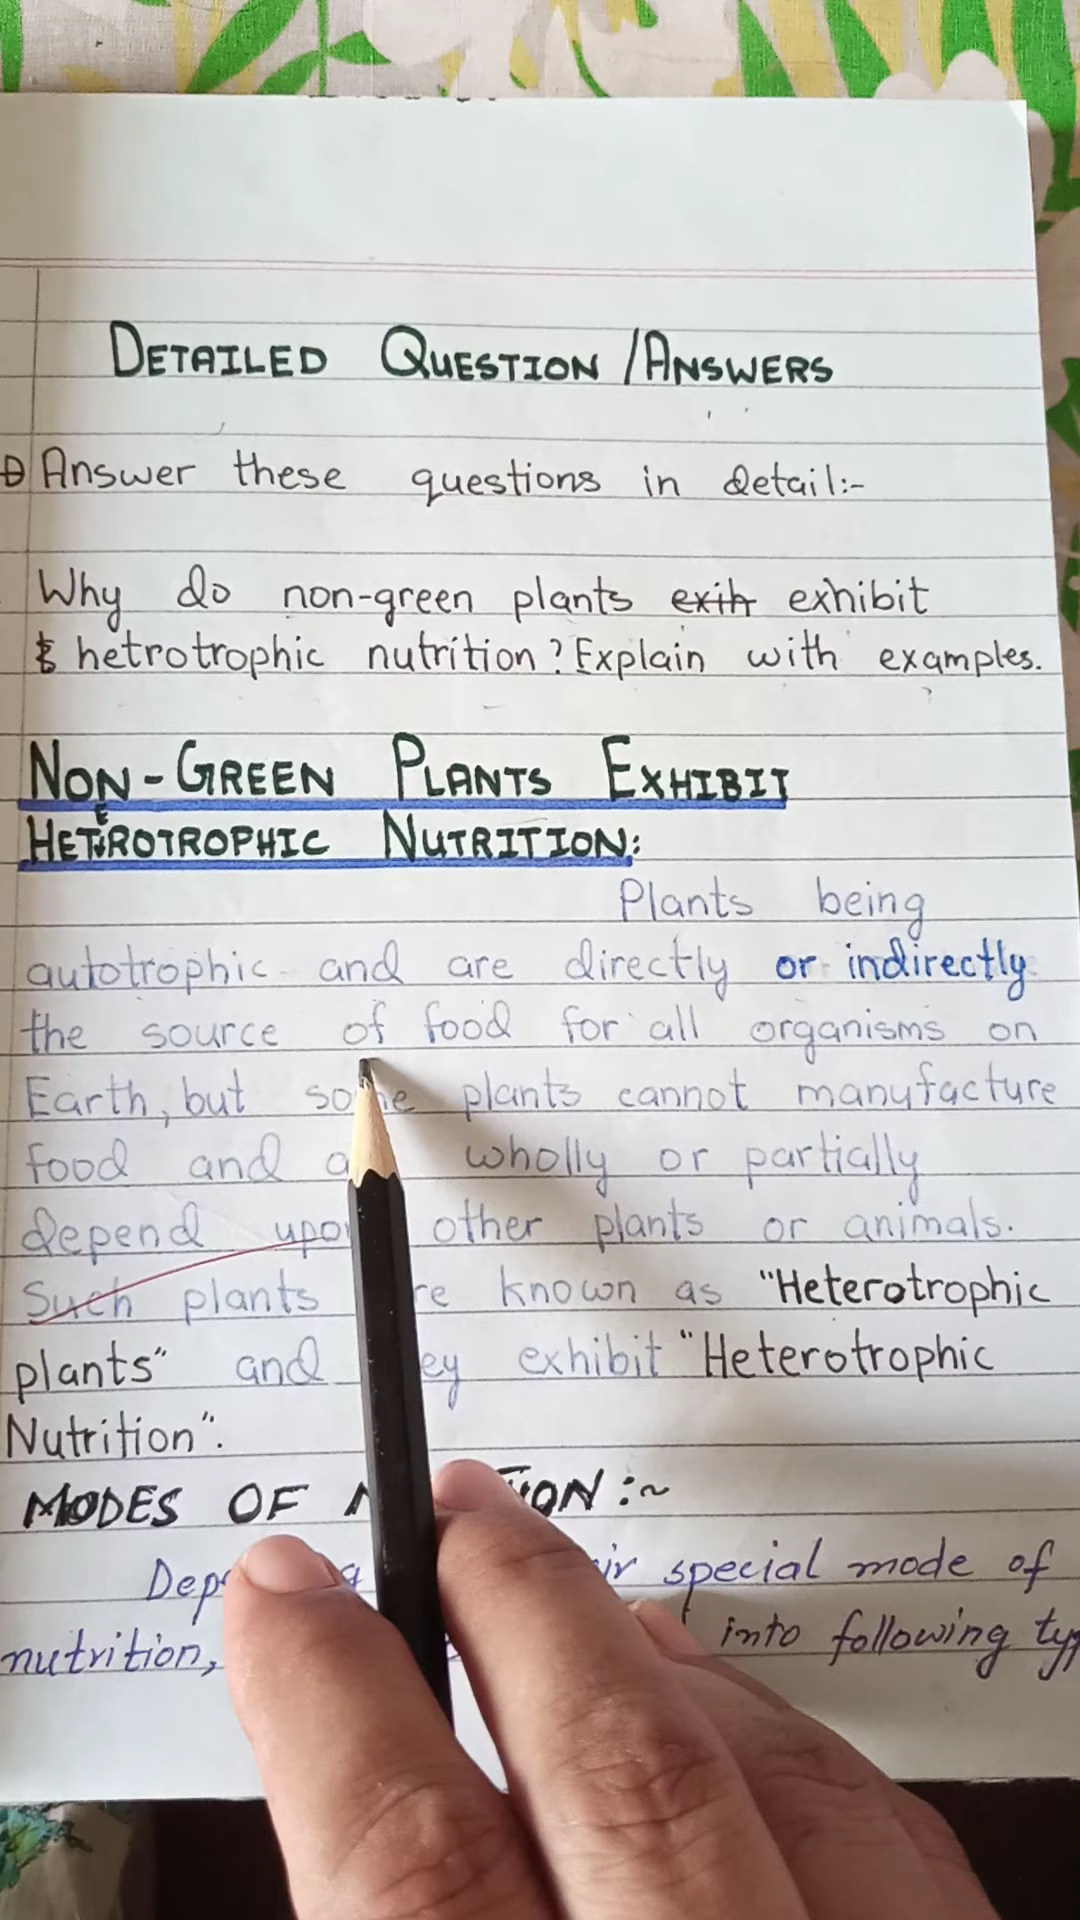 DETAILED QUESTION/ANSWERS
Answer these questions in detail:-
Why do non-green plants exih exhibit
hetrotrophic nutrition? Explain with examples.
NON-GREEN PLANTS EXHIBIT
HETEROTROPHIC NUTRITION:
Plants being
autotrophic and are directly or indirectly
the source of food for all organisms on
Earth, but some plants cannot manufacture
food and wholly or partially
depend upon other plants or animals.
Such plants are known as "Heterotrophic
plants" and exhibit "Heterotrophic
Nutrition".
MODES OF :~
special mode of
nutrition, into following